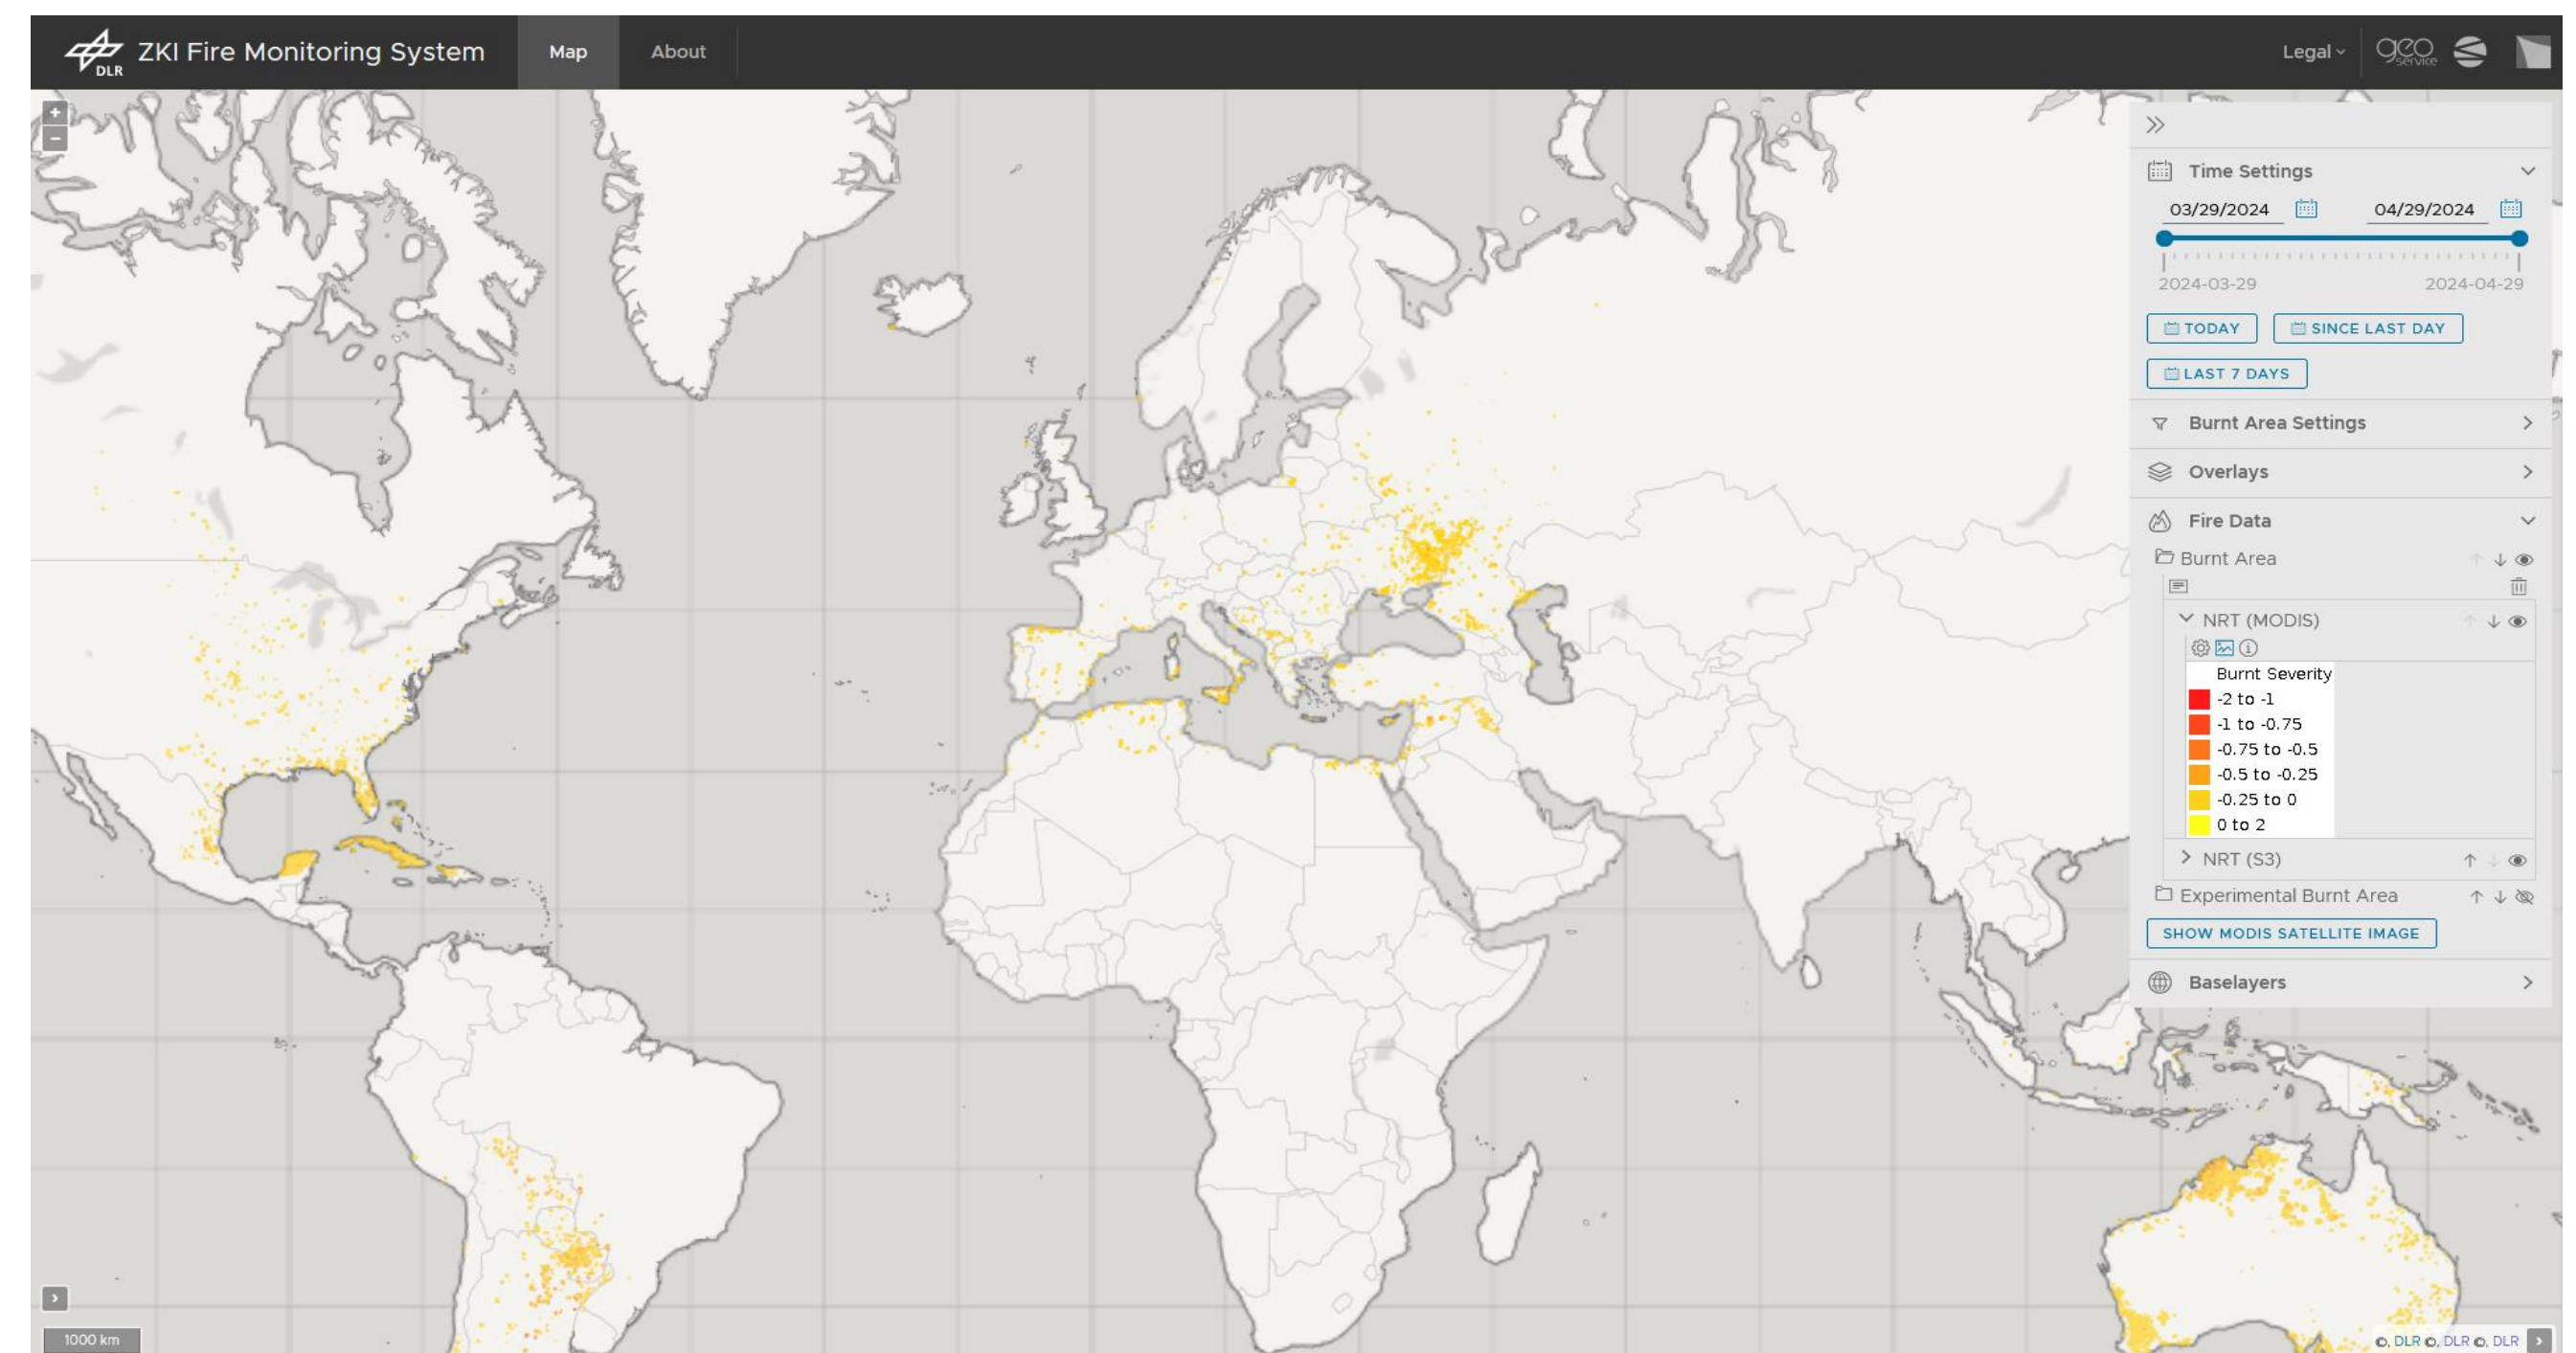 DLR
ZKI Fire Monitoring System
Map
About
Legal
geo
service
+
−
Time Settings
03/29/2024
04/29/2024
2024-03-29
2024-04-29
TODAY
SINCE LAST DAY
LAST 7 DAYS
Burnt Area Settings
Overlays
Fire Data
Burnt Area
NRT (MODIS)
Burnt Severity
-2 to -1
-1 to -0.75
-0.75 to -0.5
-0.5 to -0.25
-0.25 to 0
0 to 2
NRT (S3)
Experimental Burnt Area
SHOW MODIS SATELLITE IMAGE
Baselayers
1000 km
©, DLR ©, DLR ©, DLR